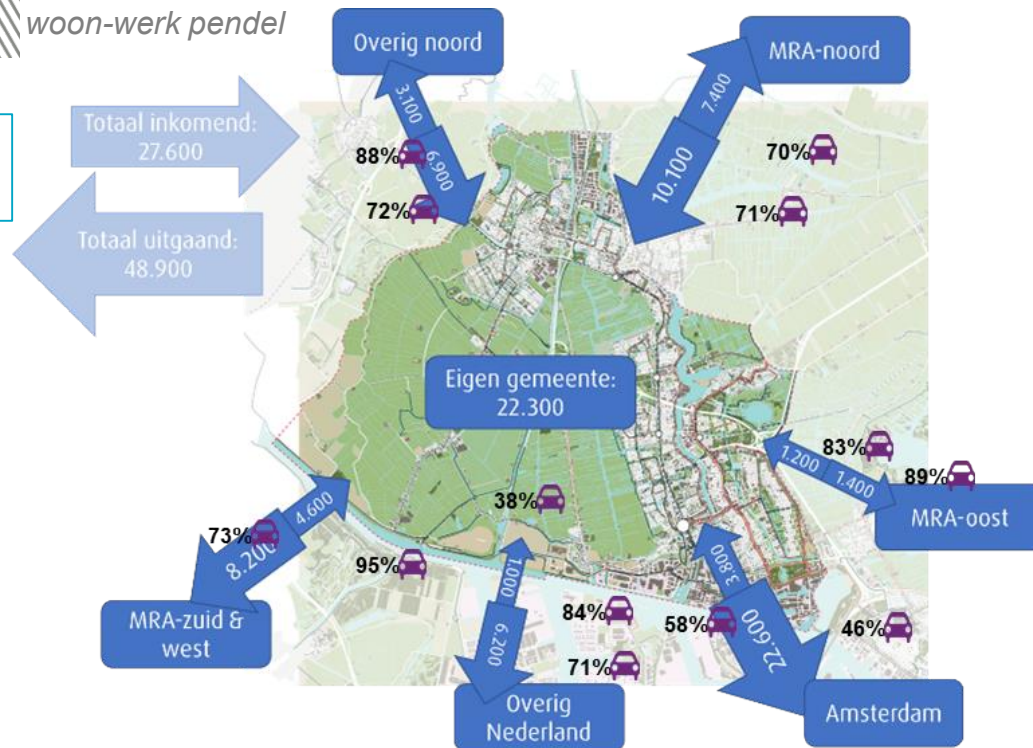 woon-werk pendel
Overig noord
MRA-noord
Totaal inkomend:
27.600
3.100
7.400
88%
6.900
70%
10.100
72%
71%
Totaal uitgaand:
48.900
Eigen gemeente:
22.300
83%
1.200
1.400
89%
MRA-oost
38%
4.600
73%
8.200
95%
1.000
3.800
MRA-zuid &
west
84%
58%
22.600
46%
6.200
71%
Overig
Nederland
Amsterdam